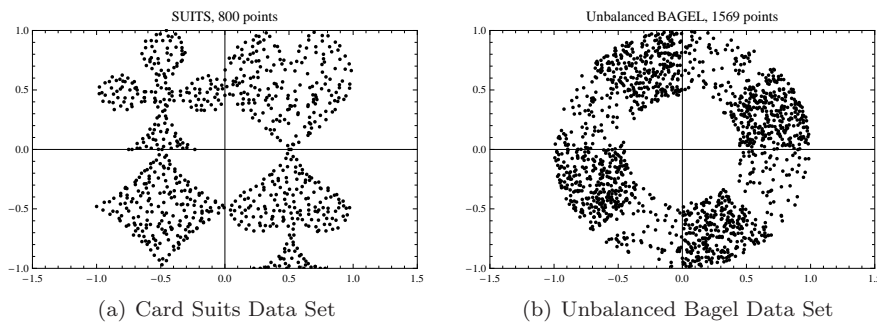 SUITS, 800 points
1.0
0.5
0.0
−0.5
−1.0
−1.5 −1.0 −0.5 0.0 0.5 1.0 1.5
(a) Card Suits Data Set
Unbalanced BAGEL, 1569 points
1.0
0.5
0.0
−0.5
−1.0
−1.5 −1.0 −0.5 0.0 0.5 1.0 1.5
(b) Unbalanced Bagel Data Set